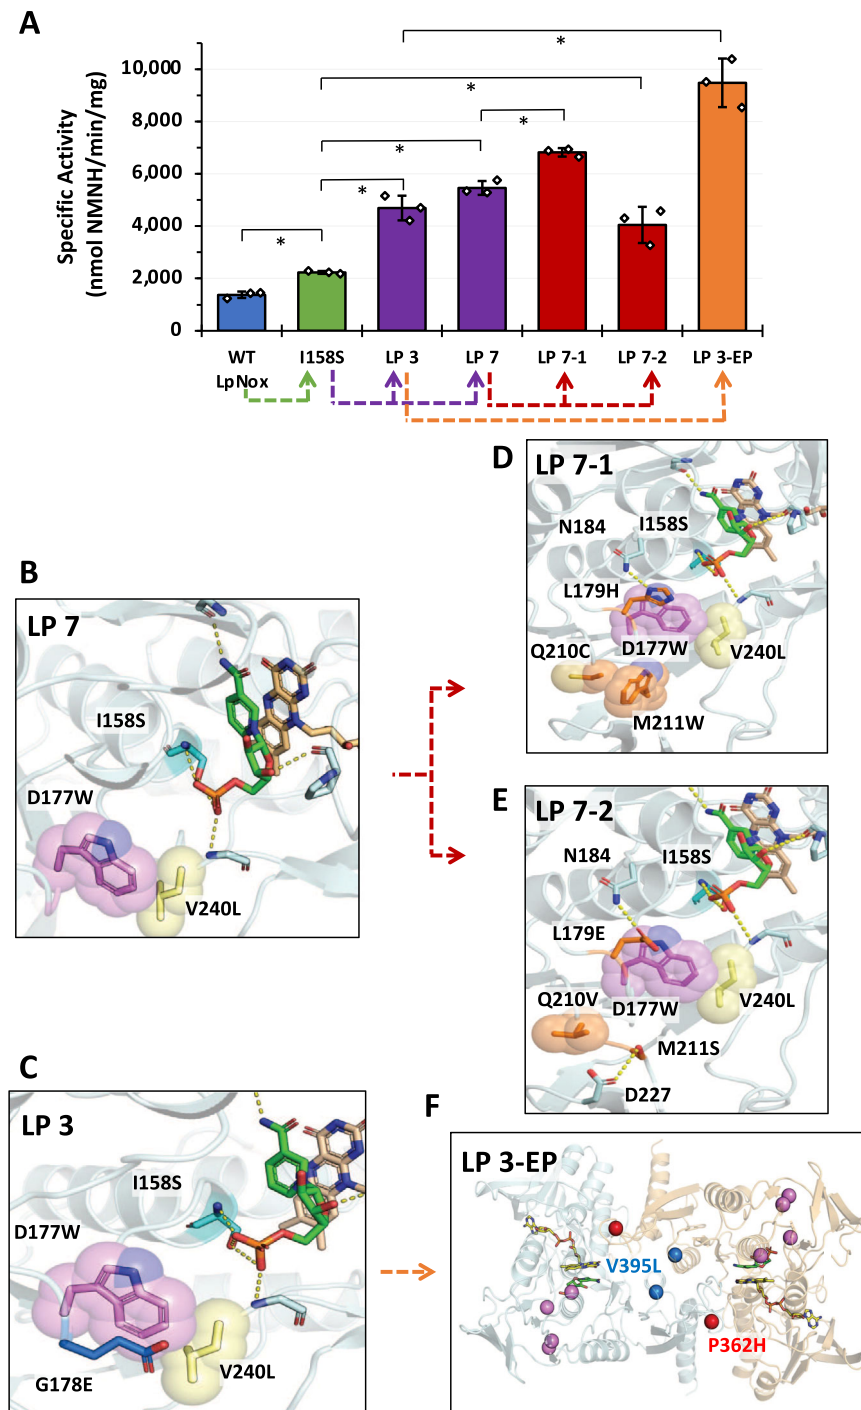 A
Specific Activity
(nmol NMNH/min/mg)
10,000
8,000
6,000
4,000
2,000
0
*
*
*
*
*
*
WT
LpNox
I158S
LP 3
LP 7
LP 7-1
LP 7-2
LP 3-EP
B
LP 7
I158S
D177W
V240L
D
LP 7-1
N184
I158S
L179H
D177W
Q210C
V240L
M211W
E
LP 7-2
N184
I158S
L179E
Q210V
D177W
V240L
M211S
D227
C
LP 3
I158S
D177W
V240L
G178E
F
LP 3-EP
V395L
P362H